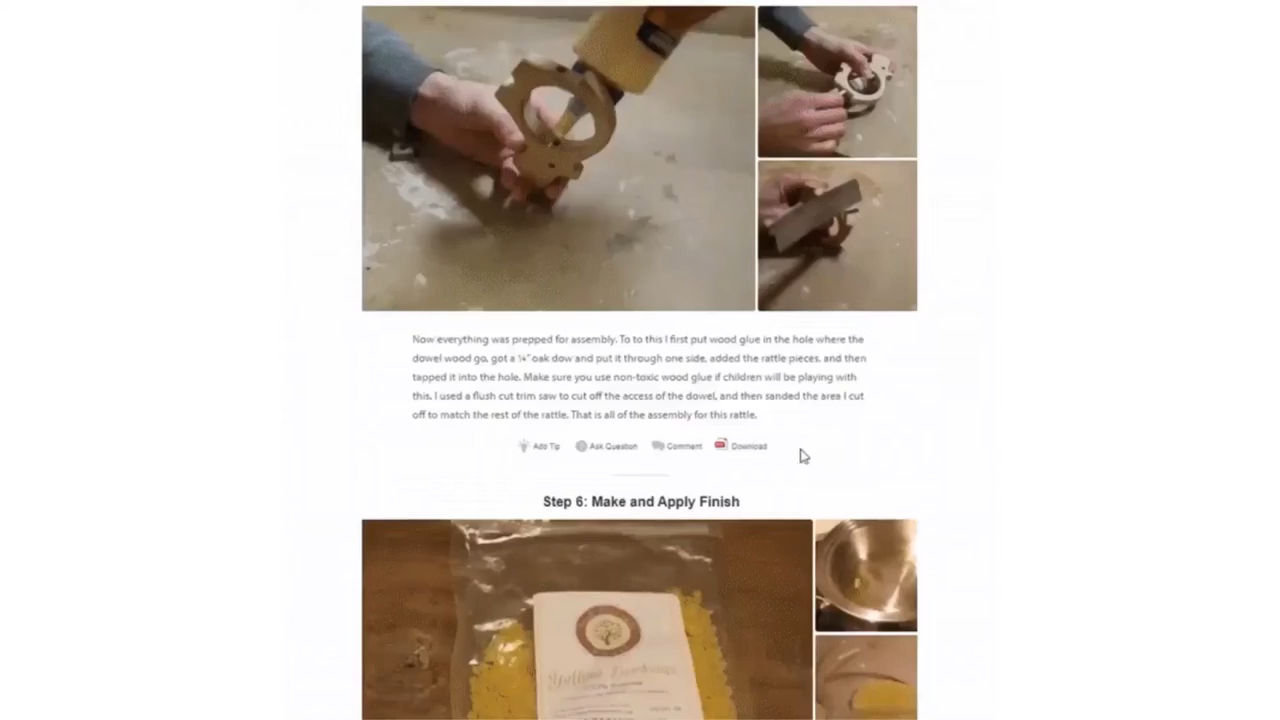 Now everything was prepped for assembly. To to this I first put wood glue in the hole where the
dowel wood go, got a ¼" oak dow and put it through one side, added the rattle pieces, and then
tapped it into the hole. Make sure you use non-toxic wood glue if children will be playing with
this. I used a flush cut trim saw to cut off the access of the dowel, and then sanded the area I cut
off to match the rest of the rattle. That is all of the assembly for this rattle.
Add Tip Ask Question Comment Download
Step 6: Make and Apply Finish
Yellow